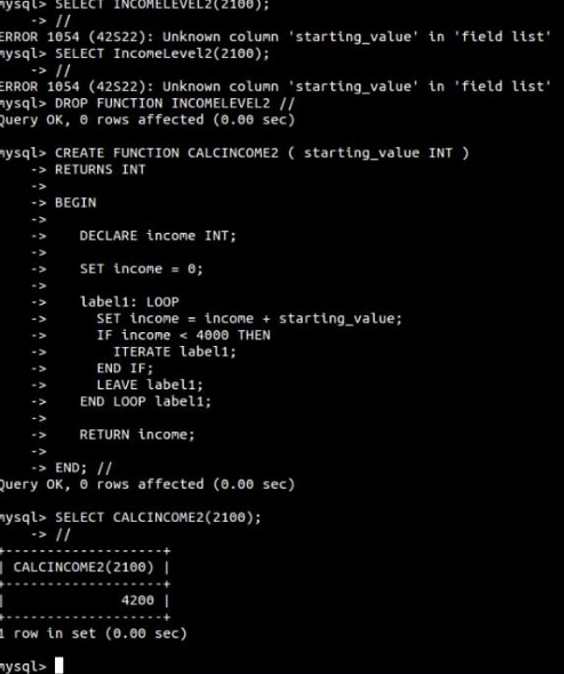 mysql> SELECT INCOMELEVEL2(2100);
    -> //
ERROR 1054 (42S22): Unknown column 'starting_value' in 'field list'
mysql> SELECT IncomeLevel2(2100);
    -> //
ERROR 1054 (42S22): Unknown column 'starting_value' in 'field list'
mysql> DROP FUNCTION INCOMELEVEL2 //
Query OK, 0 rows affected (0.00 sec)

mysql> CREATE FUNCTION CALCINCOME2 ( starting_value INT )
    -> RETURNS INT
    ->
    -> BEGIN
    ->
    ->    DECLARE income INT;
    ->
    ->    SET income = 0;
    ->
    ->    label1: LOOP
    ->      SET income = income + starting_value;
    ->      IF income < 4000 THEN
    ->        ITERATE label1;
    ->      END IF;
    ->      LEAVE label1;
    ->    END LOOP label1;
    ->
    ->    RETURN income;
    ->
    -> END; //
Query OK, 0 rows affected (0.00 sec)

mysql> SELECT CALCINCOME2(2100);
    -> //
+-------------------+
| CALCINCOME2(2100) |
+-------------------+
|              4200 |
+-------------------+
1 row in set (0.00 sec)

mysql>